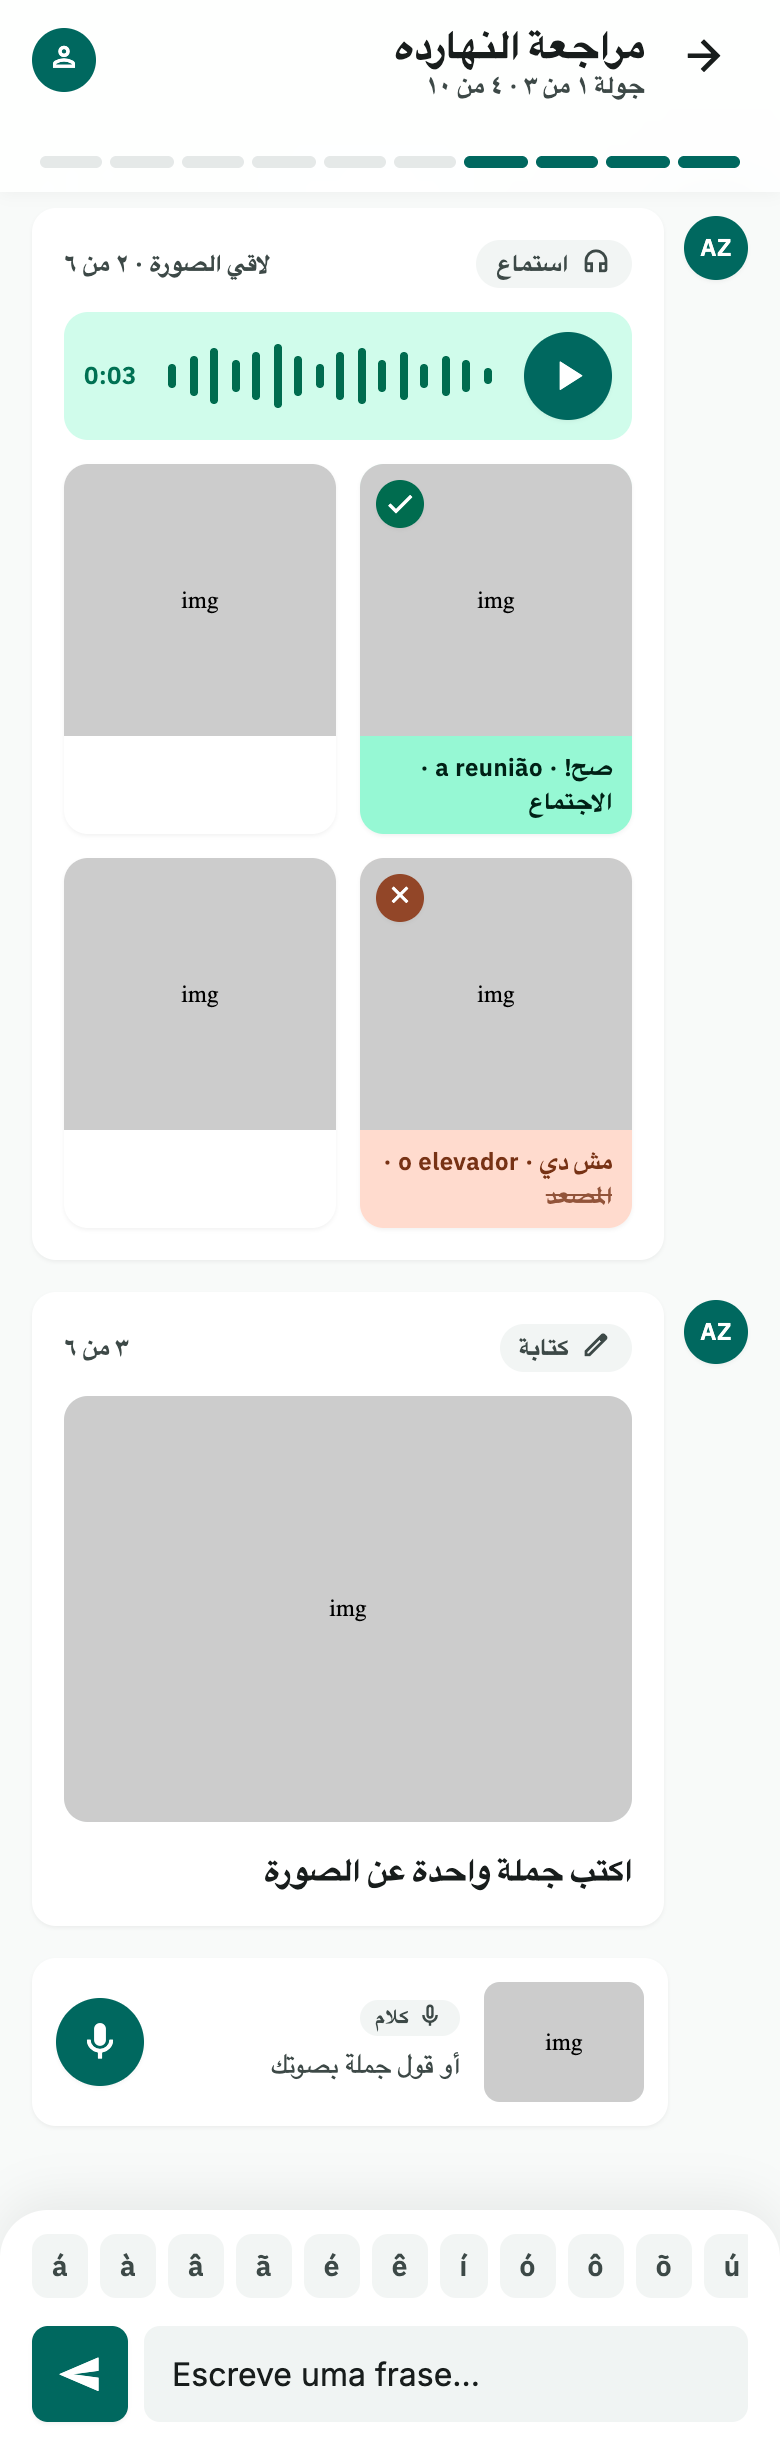 مراجعة النهارده
جولة ١ من ٣ · ٤ من ١٠
AZ
استماع
لاقي الصورة · ٢ من ٦
0:03
img
img
صح! · a reunião ·
الاجتماع
img
img
مش دي · o elevador ·
المصعد
AZ
كتابة
٣ من ٦
img
اكتب جملة واحدة عن الصورة
img
كلام
أو قول جملة بصوتك
á à â ã é ê í ó ô õ ú
Escreve uma frase...